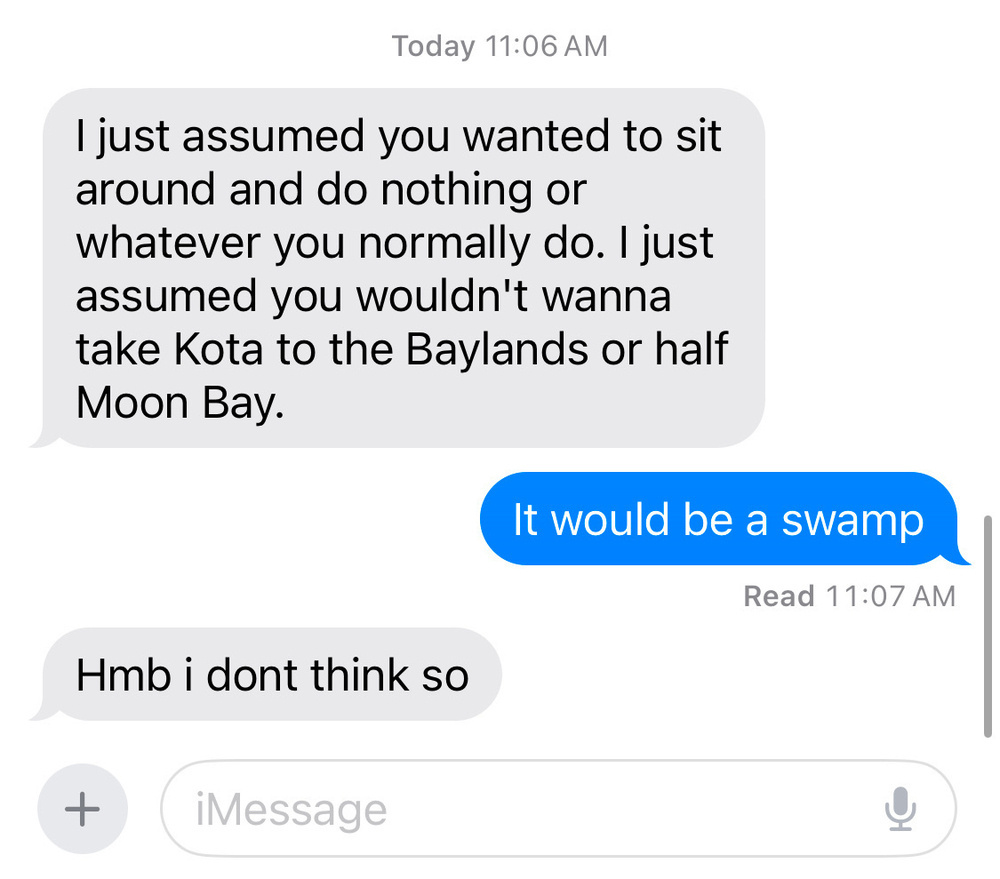 Today 11:06 AM
I just assumed you wanted to sit
around and do nothing or
whatever you normally do. I just
assumed you wouldn't wanna
take Kota to the Baylands or half
Moon Bay.
It would be a swamp
Read 11:07 AM
Hmb i dont think so
iMessage